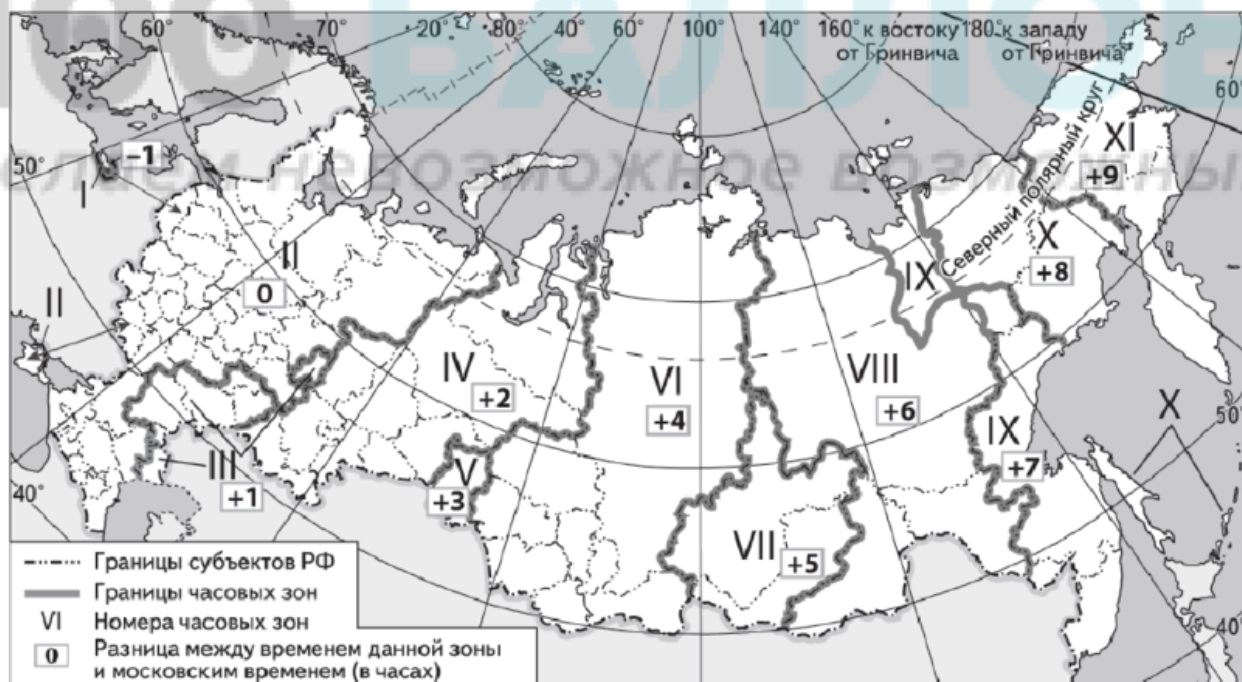 60°
70°
20°
80°
40°
60
100
140
160° к востоку
от Гринвича
180° к западу
от Гринвича
60°
50°
–1
невозможное возможным
I
II
0
II
III
+1
40°
IV
+2
V
+3
VI
+4
VII
+5
VIII
+6
IX
IX
+7
X
+8
XI
+9
Северный полярный круг
X
50°
40°
Границы субъектов РФ
Границы часовых зон
VI Номера часовых зон
0 Разница между временем данной зоны
и московским временем (в часах)